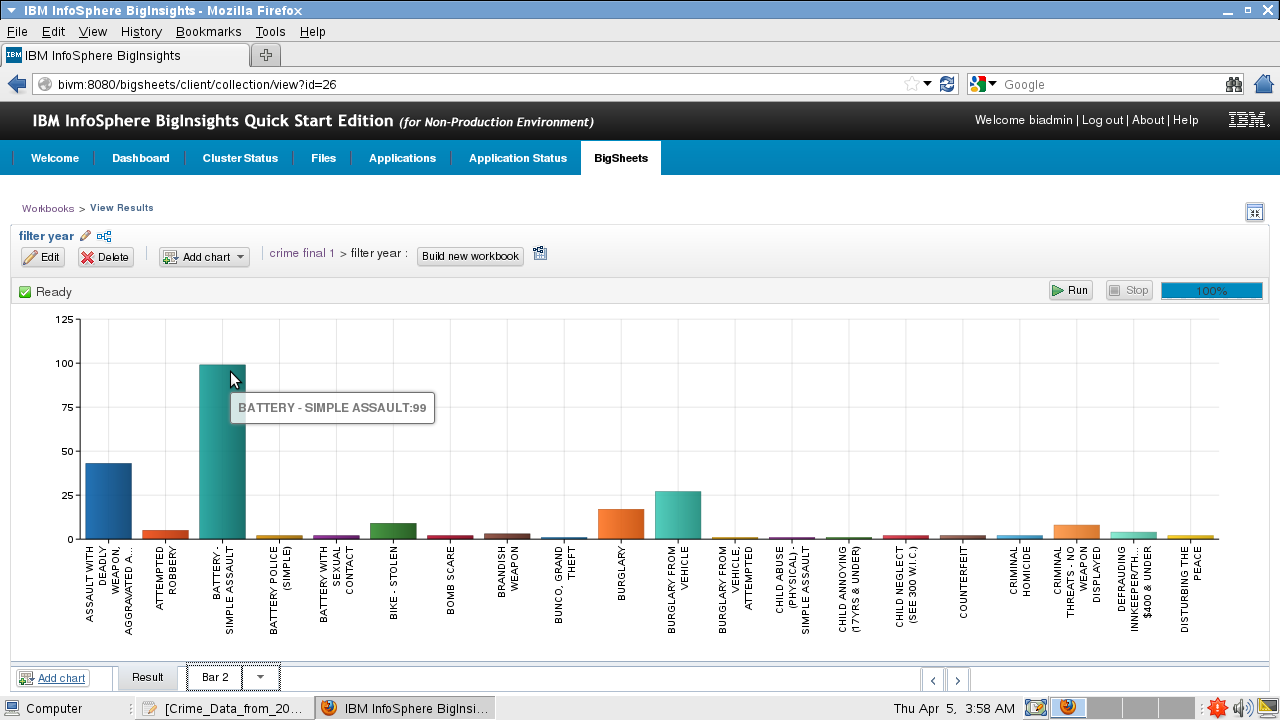 IBM InfoSphere BigInsights - Mozilla Firefox
File Edit View History Bookmarks Tools Help
IBM IBM InfoSphere BigInsights
bivm:8080/bigsheets/client/collection/view?id=26
Google
IBM InfoSphere BigInsights Quick Start Edition (for Non-Production Environment)
Welcome biadmin | Log out | About | Help
IBM.
Welcome Dashboard Cluster Status Files Applications Application Status BigSheets
Workbooks > View Results
filter year
Edit Delete Add chart crime final 1 > filter year : Build new workbook
Ready Run Stop 100%
125
100
75
50
25
0
BATTERY - SIMPLE ASSAULT:99
ASSAULT WITH
DEADLY
WEAPON,
AGGRAVATED A...
ATTEMPTED
ROBBERY
BATTERY -
SIMPLE ASSAULT
BATTERY POLICE
(SIMPLE)
BATTERY WITH
SEXUAL
CONTACT
BIKE - STOLEN
BOMB SCARE
BRANDISH
WEAPON
BUNCO, GRAND
THEFT
BURGLARY
BURGLARY FROM
VEHICLE
BURGLARY FROM
VEHICLE,
ATTEMPTED
CHILD ABUSE
(PHYSICAL) -
SIMPLE ASSAULT
CHILD ANNOYING
(17YRS & UNDER)
CHILD NEGLECT
(SEE 300 W.I.C.)
COUNTERFEIT
CRIMINAL
HOMICIDE
CRIMINAL
THREATS - NO
WEAPON
DISPLAYED
DEFRAUDING
INNKEEPER/TH...
$400 & UNDER
DISTURBING THE
PEACE
Add chart Result Bar 2
Computer [Crime_Data_from_20... IBM InfoSphere BigInsi... Thu Apr 5, 3:58 AM